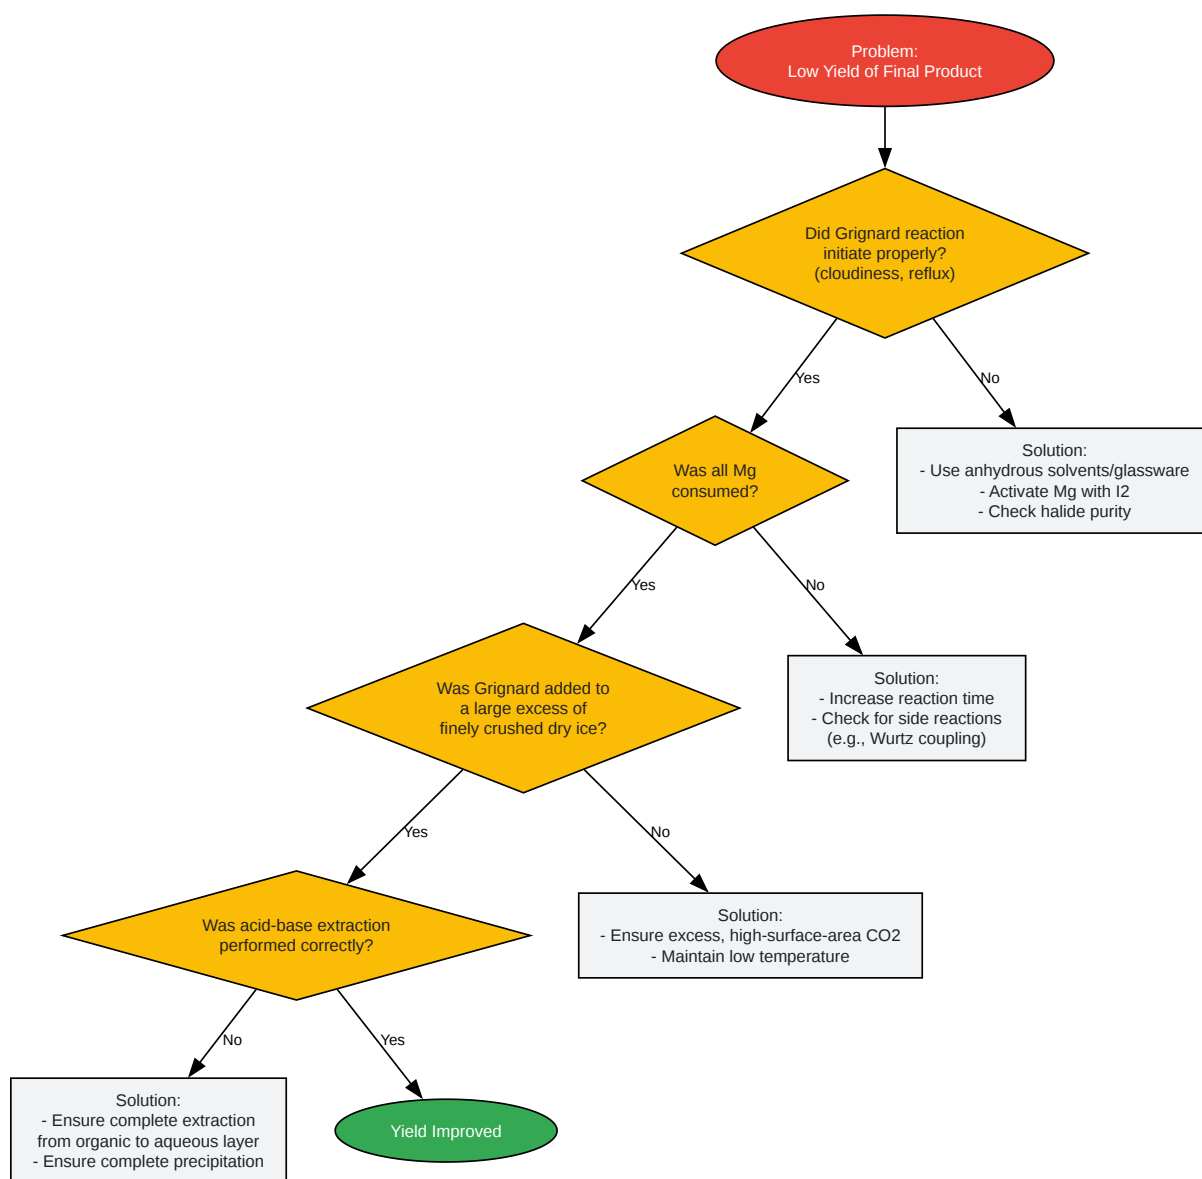 Problem:
Low Yield of Final Product
Did Grignard reaction
initiate properly?
(cloudiness, reflux)
Yes
No
Was all Mg
consumed?
Solution:
- Use anhydrous solvents/glassware
- Activate Mg with I2
- Check halide purity
Yes
No
Was Grignard added to
a large excess of
finely crushed dry ice?
Solution:
- Increase reaction time
- Check for side reactions
(e.g., Wurtz coupling)
Yes
No
Was acid-base extraction
performed correctly?
Solution:
- Ensure excess, high-surface-area CO2
- Maintain low temperature
No
Yes
Solution:
- Ensure complete extraction
from organic to aqueous layer
- Ensure complete precipitation
Yield Improved